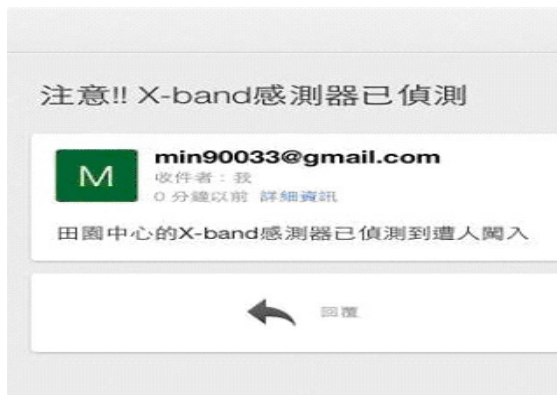 注意!! X-band感測器已偵測
M
min90033@gmail.com
收件者：我
0 分鐘以前 詳細資訊
田園中心的X-band感測器已偵測到遭人闖入
回覆